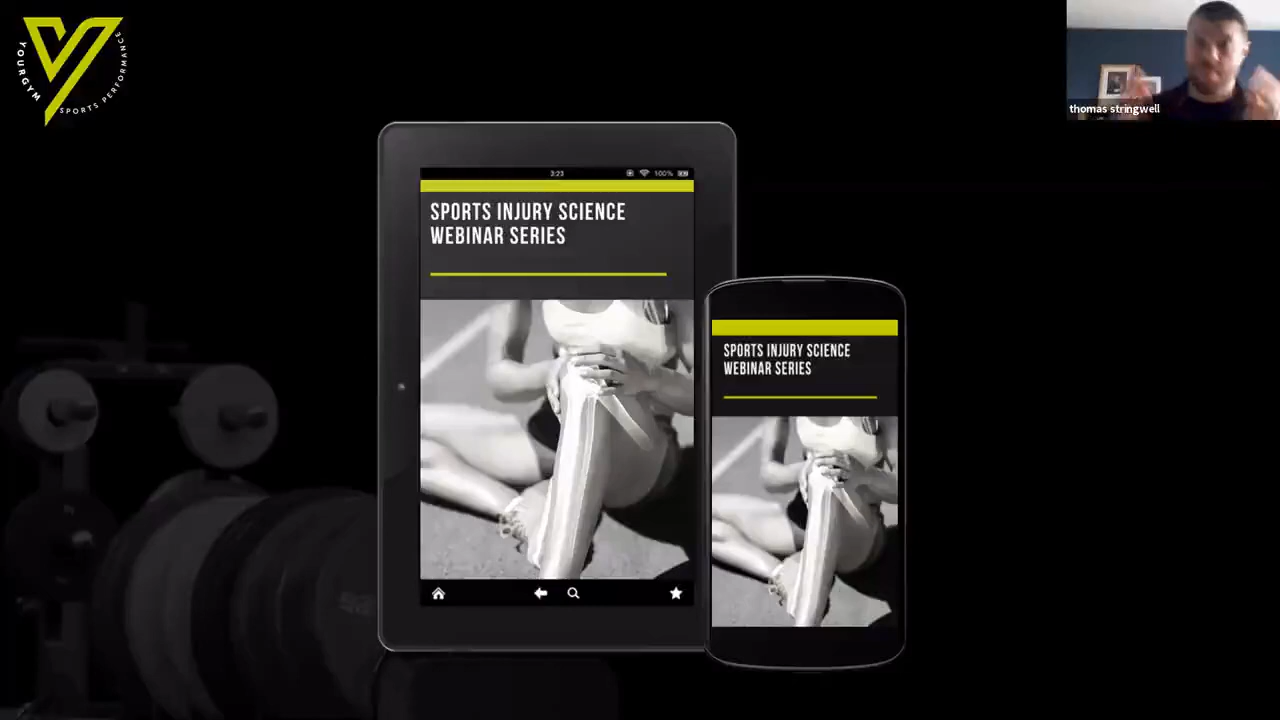 YOURGYM SPORTS PERFORMANCE
thomas stringwell
3:23 100%
SPORTS INJURY SCIENCE
WEBINAR SERIES
SPORTS INJURY SCIENCE
WEBINAR SERIES